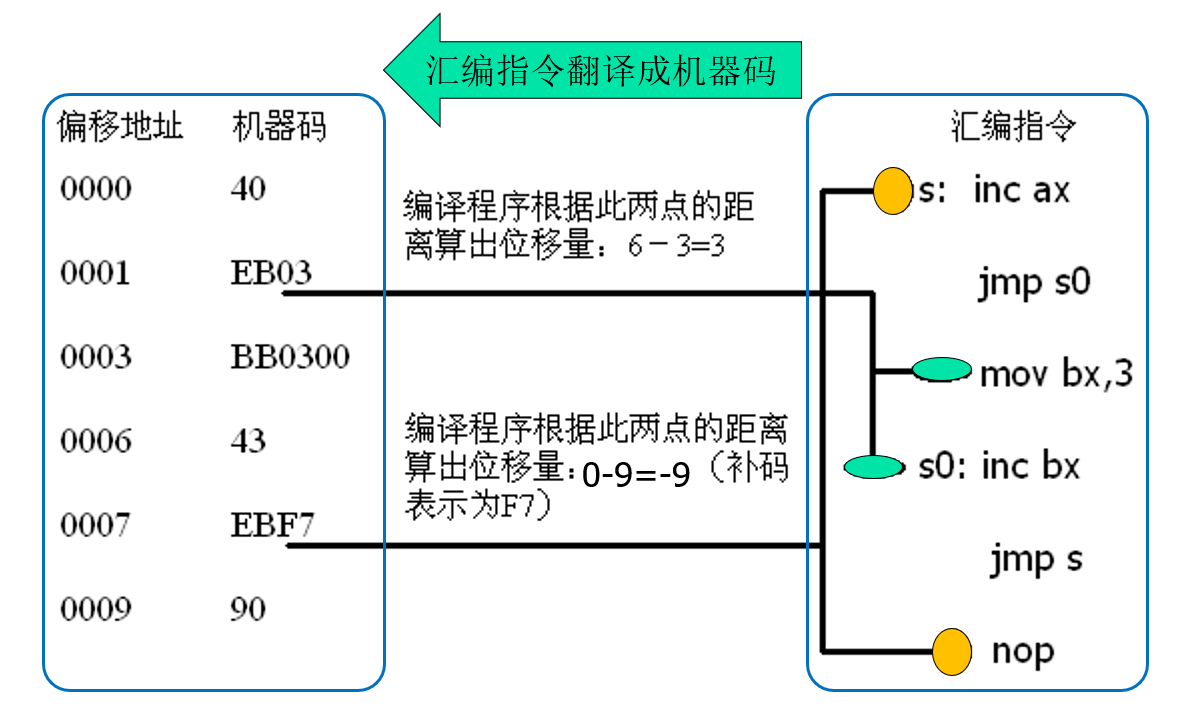 汇编指令翻译成机器码
偏移地址 机器码
0000 40
0001 EB03
0003 BB0300
0006 43
0007 EBF7
0009 90
编译程序根据此两点的距
离算出位移量：6－3=3
编译程序根据此两点的距离
算出位移量：0-9=-9（补码
表示为F7）
汇编指令
s: inc ax
jmp s0
mov bx,3
s0: inc bx
jmp s
nop